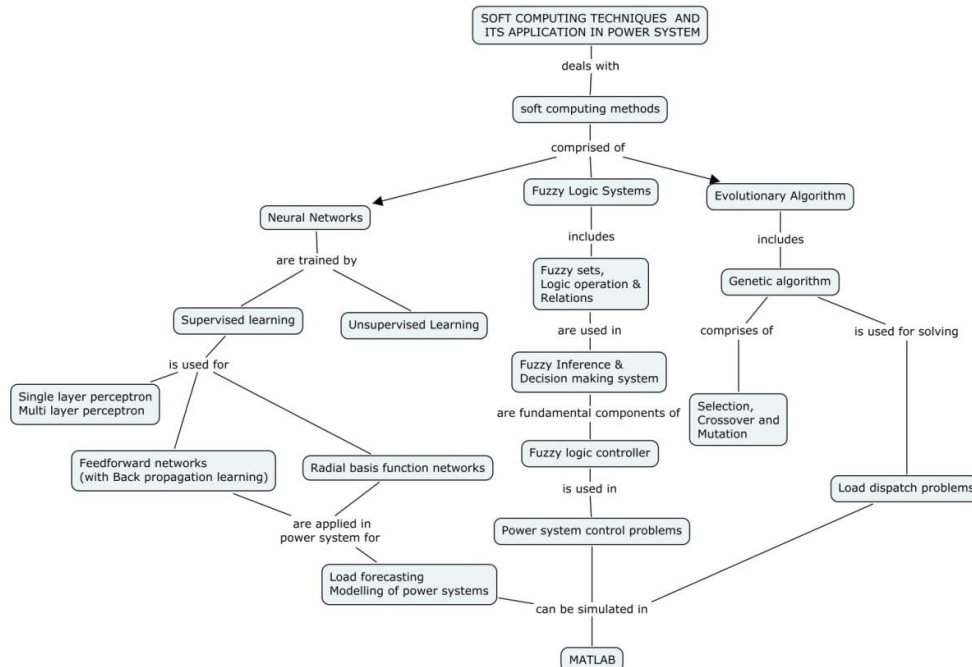 SOFT COMPUTING TECHNIQUES AND
ITS APPLICATION IN POWER SYSTEM
deals with
soft computing methods
comprised of
Neural Networks
Fuzzy Logic Systems
Evolutionary Algorithm
are trained by
includes
includes
Supervised learning
Unsupervised Learning
Fuzzy sets,
Logic operation &
Relations
Genetic algorithm
is used for
are used in
comprises of
is used for solving
Single layer perceptron
Multi layer perceptron
Fuzzy Inference &
Decision making system
Selection,
Crossover and
Mutation
are fundamental components of
Feedforward networks
(with Back propagation learning)
Radial basis function networks
Fuzzy logic controller
is used in
Load dispatch problems
are applied in
power system for
Power system control problems
Load forecasting
Modelling of power systems
can be simulated in
MATLAB